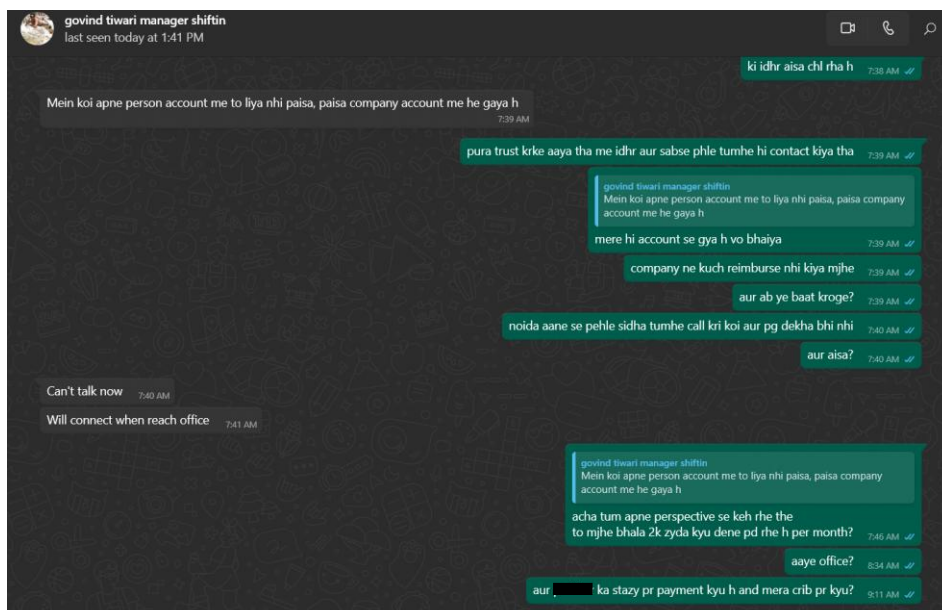 govind tiwari manager shiftin
last seen today at 1:41 PM
ki idhr aisa chl rha h 7:38 AM
Mein koi apne person account me to liya nhi paisa, paisa company account me he gaya h
7:39 AM
pura trust krke aaya tha me idhr aur sabse phle tumhe hi contact kiya tha 7:39 AM
govind tiwari manager shiftin
Mein koi apne person account me to liya nhi paisa, paisa company
account me he gaya h
mere hi account se gya h vo bhaiya 7:39 AM
company ne kuch reimburse nhi kiya mjhe 7:39 AM
aur ab ye baat kroge? 7:39 AM
noida aane se pehle sidha tumhe call kri koi aur pg dekha bhi nhi 7:40 AM
aur aisa? 7:40 AM
Can't talk now 7:40 AM
Will connect when reach office 7:41 AM
govind tiwari manager shiftin
Mein koi apne person account me to liya nhi paisa, paisa company
account me he gaya h
acha tum apne perspective se keh rhe the
to mjhe bhala 2k zyda kyu dene pd rhe h per month? 7:46 AM
aaye office? 8:34 AM
aur ka stazy pr payment kyu h and mera crib pr kyu? 9:11 AM